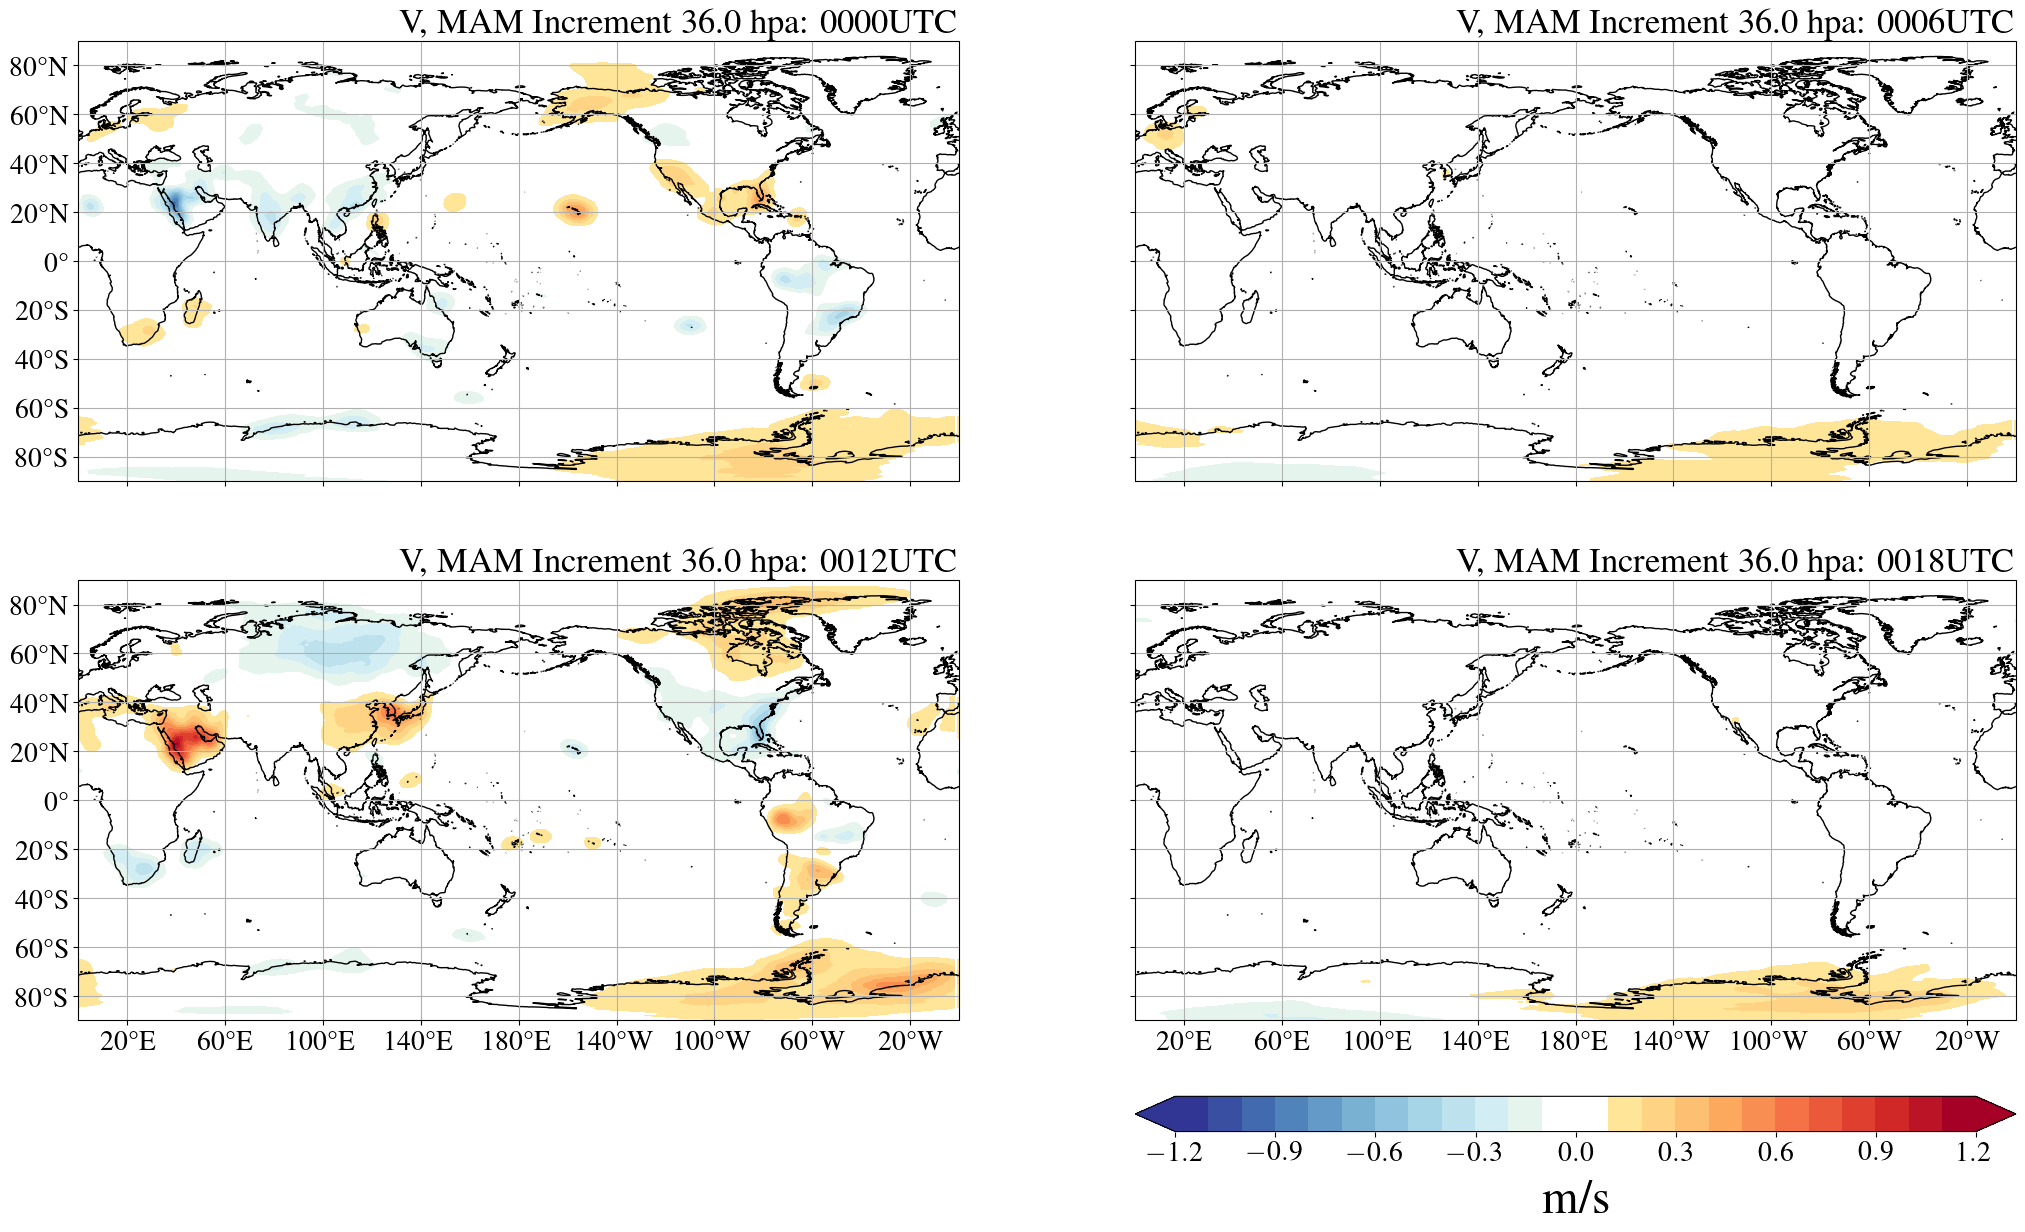 V, MAM Increment 36.0 hpa: 0000UTC
V, MAM Increment 36.0 hpa: 0006UTC
80°N
60°N
40°N
20°N
0°
20°S
40°S
60°S
80°S
V, MAM Increment 36.0 hpa: 0012UTC
V, MAM Increment 36.0 hpa: 0018UTC
80°N
60°N
40°N
20°N
0°
20°S
40°S
60°S
80°S
20°E 60°E 100°E 140°E 180°E 140°W 100°W 60°W 20°W
20°E 60°E 100°E 140°E 180°E 140°W 100°W 60°W 20°W
−1.2 −0.9 −0.6 −0.3 0.0 0.3 0.6 0.9 1.2
m/s